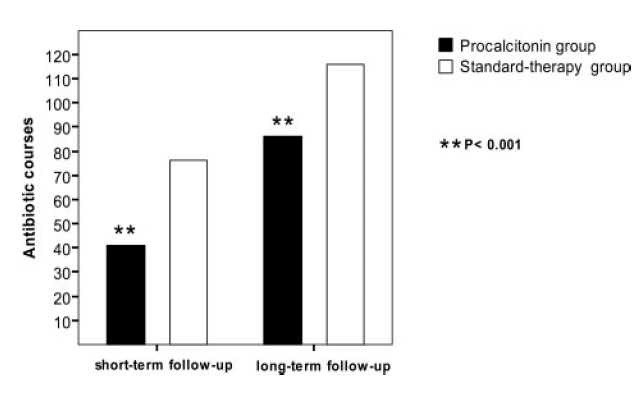 Antibiotic courses
120
110
100
90
80
70
60
50
40
30
20
10
**
**
short-term follow-up
long-term follow-up
Procalcitonin group
Standard-therapy group
**P< 0.001